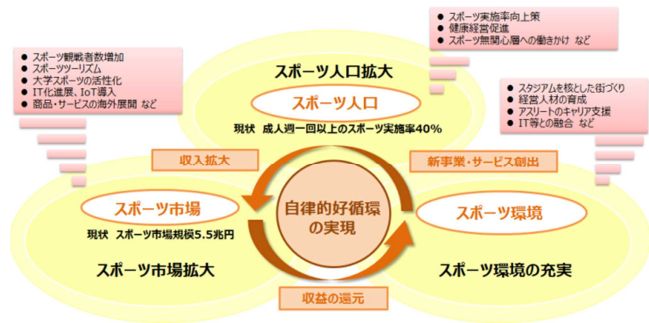 ● スポーツ実施率向上策
● 健康経営促進
● スポーツ無関心層への働きかけ など
● スポーツ観戦者数増加
● スポーツツーリズム
● 大学スポーツの活性化
● IT化進展、IoT導入
● 商品・サービスの海外展開 など
スポーツ人口拡大
スポーツ人口
現状 成人週一回以上のスポーツ実施率40%
● スタジアムを核とした街づくり
● 経営人材の育成
● アスリートのキャリア支援
● IT等との融合 など
収入拡大
新事業・サービス創出
スポーツ市場
現状 スポーツ市場規模5.5兆円
スポーツ市場拡大
自律的好循環
の実現
スポーツ環境
スポーツ環境の充実
収益の還元